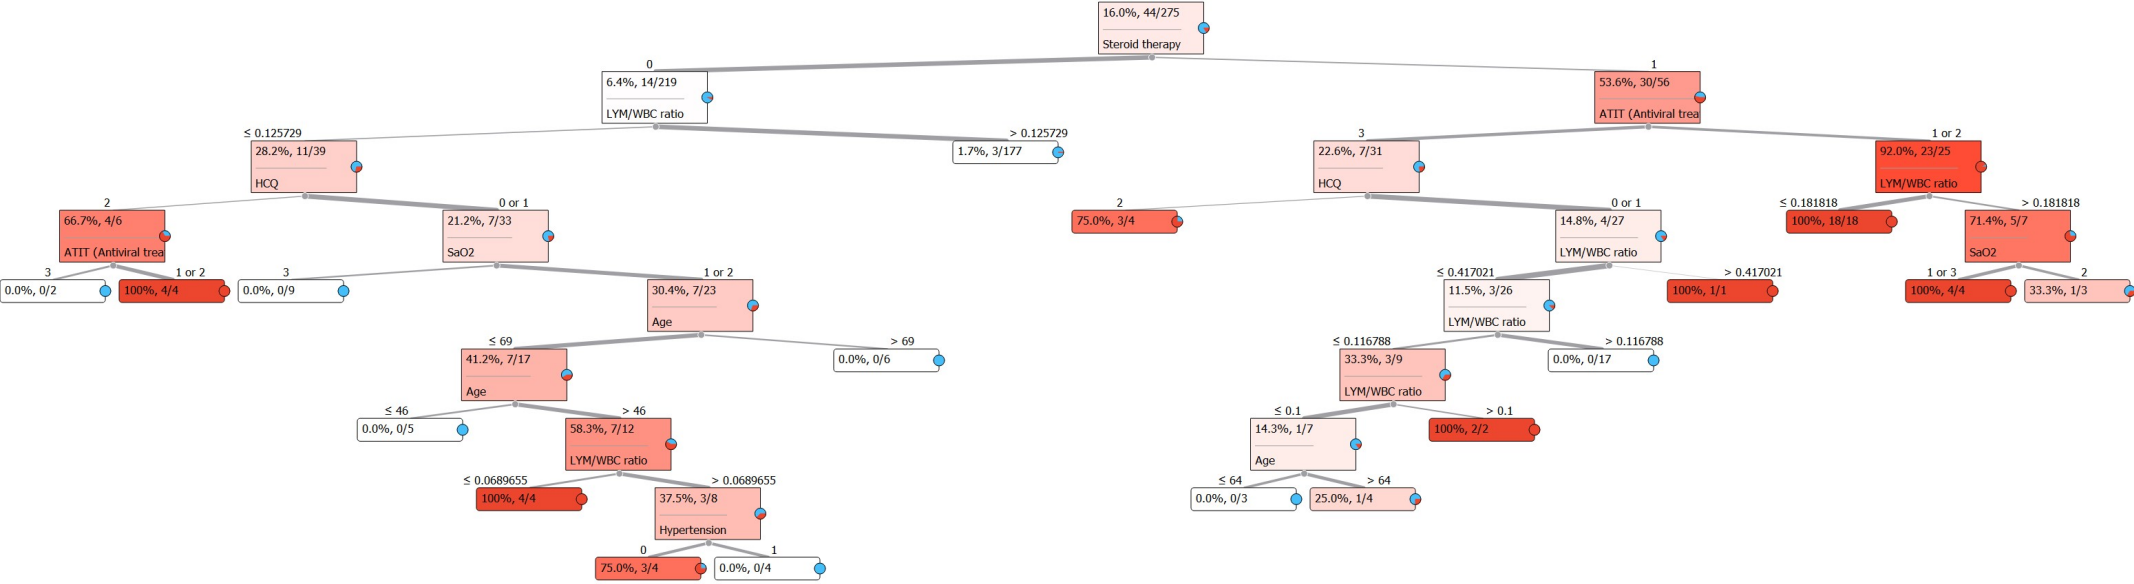 16.0%, 44/275
Steroid therapy
0
1
6.4%, 14/219
LYM/WBC ratio
53.6%, 30/56
ATIT (Antiviral trea
≤ 0.125729
> 0.125729
3
1 or 2
28.2%, 11/39
HCQ
1.7%, 3/177
22.6%, 7/31
HCQ
92.0%, 23/25
LYM/WBC ratio
2
0 or 1
2
0 or 1
≤ 0.181818
> 0.181818
66.7%, 4/6
ATIT (Antiviral trea
21.2%, 7/33
SaO2
75.0%, 3/4
14.8%, 4/27
LYM/WBC ratio
100%, 18/18
71.4%, 5/7
SaO2
3
1 or 2
3
1 or 2
≤ 0.417021
> 0.417021
1 or 3
2
0.0%, 0/2
100%, 4/4
0.0%, 0/9
30.4%, 7/23
Age
11.5%, 3/26
LYM/WBC ratio
100%, 1/1
100%, 4/4
33.3%, 1/3
≤ 69
> 69
≤ 0.116788
> 0.116788
41.2%, 7/17
Age
0.0%, 0/6
33.3%, 3/9
LYM/WBC ratio
0.0%, 0/17
≤ 46
> 46
≤ 0.1
> 0.1
0.0%, 0/5
58.3%, 7/12
LYM/WBC ratio
14.3%, 1/7
Age
100%, 2/2
≤ 0.0689655
> 0.0689655
≤ 64
> 64
100%, 4/4
37.5%, 3/8
Hypertension
0.0%, 0/3
25.0%, 1/4
0
1
75.0%, 3/4
0.0%, 0/4